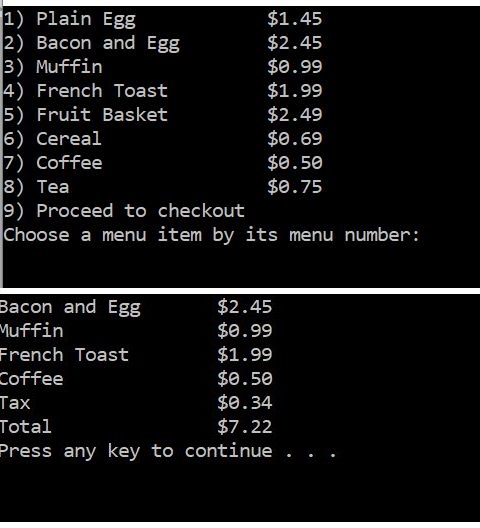 1) Plain Egg $1.45
2) Bacon and Egg $2.45
3) Muffin $0.99
4) French Toast $1.99
5) Fruit Basket $2.49
6) Cereal $0.69
7) Coffee $0.50
8) Tea $0.75
9) Proceed to checkout
Choose a menu item by its menu number:
Bacon and Egg $2.45
Muffin $0.99
French Toast $1.99
Coffee $0.50
Tax $0.34
Total $7.22
Press any key to continue . . .